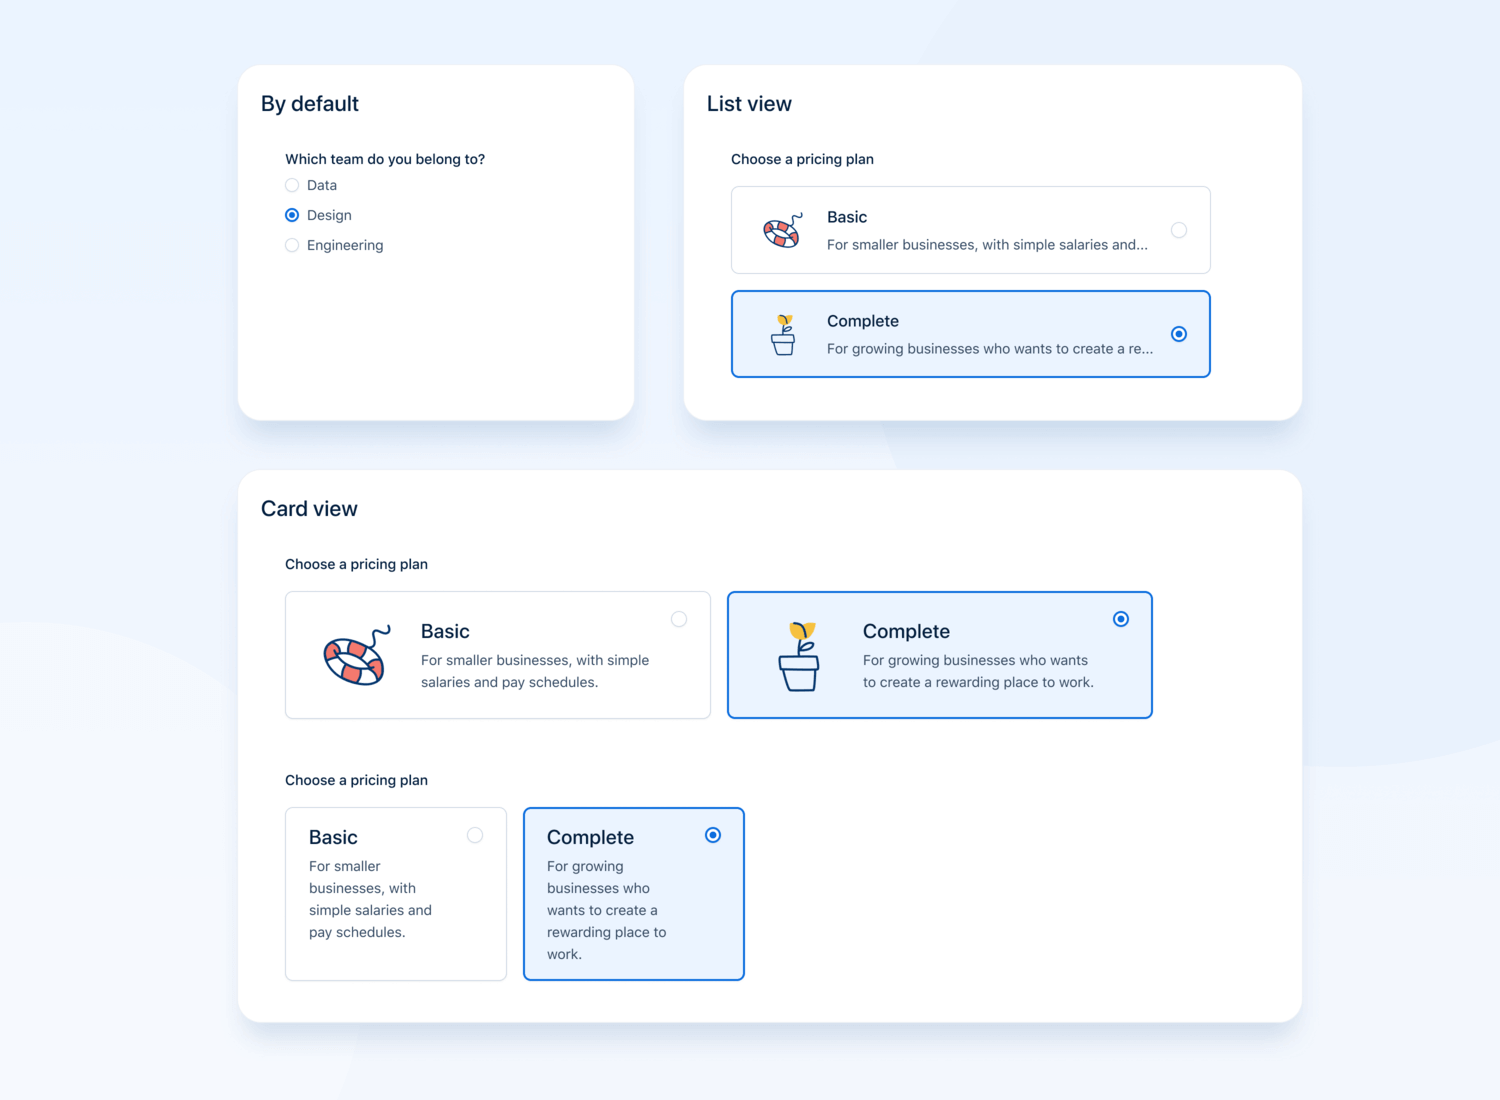 By default
Which team do you belong to?
Data
Design
Engineering
List view
Choose a pricing plan
Basic
For smaller businesses, with simple salaries and...
Complete
For growing businesses who wants to create a re...
Card view
Choose a pricing plan
Basic
For smaller businesses, with simple
salaries and pay schedules.
Complete
For growing businesses who wants
to create a rewarding place to work.
Choose a pricing plan
Basic
For smaller
businesses, with
simple salaries and
pay schedules.
Complete
For growing
businesses who
wants to create a
rewarding place to
work.